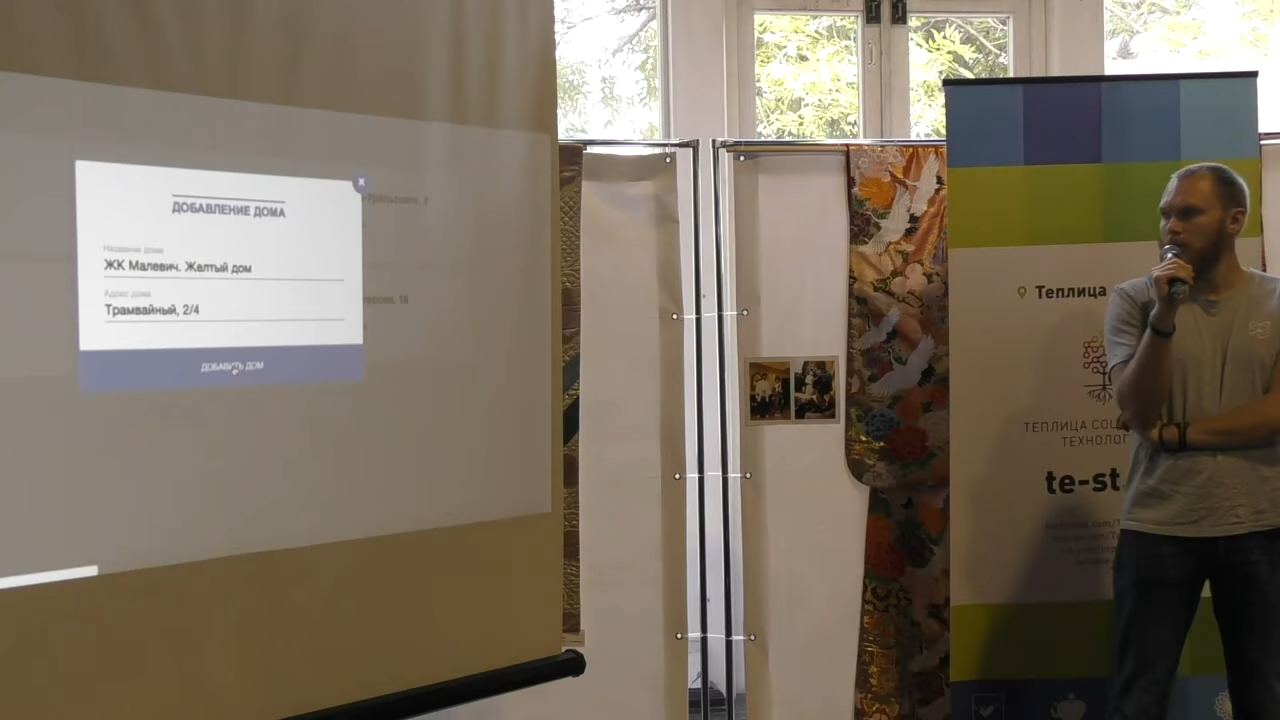 ДОБАВЛЕНИЕ ДОМА
Название дома
ЖК Малевич. Желтый дом
Адрес дома
Трамвайный, 2/4
ДОБАВИТЬ ДОМ
Теплица
ТЕПЛИЦА
ТЕХНОЛОГ
te-st